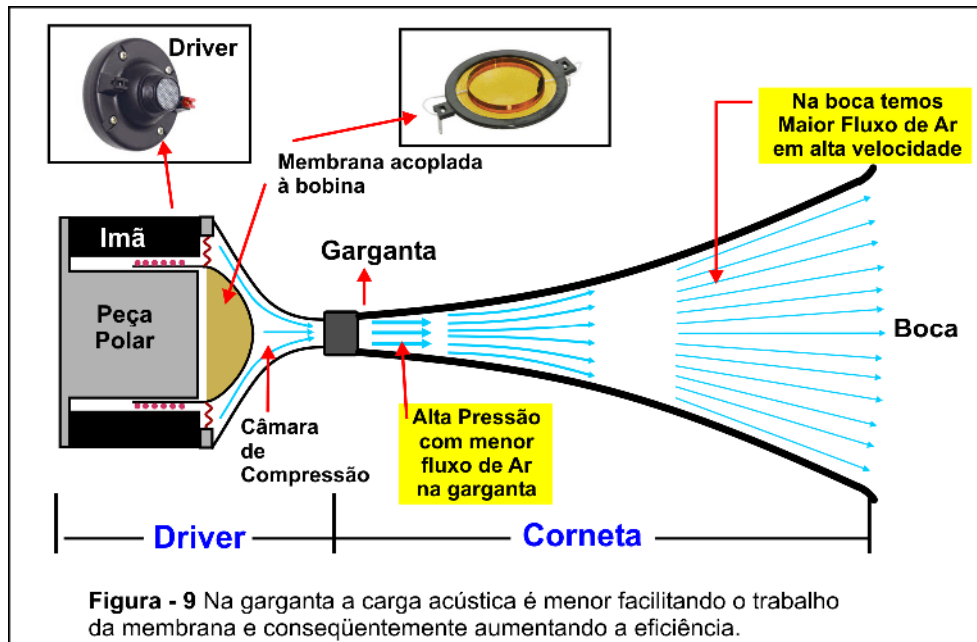 Driver
Membrana acoplada
à bobina
Na boca temos
Maior Fluxo de Ar
em alta velocidade
Imã
Garganta
Peça
Polar
Boca
Câmara
de
Compressão
Alta Pressão
com menor
fluxo de Ar
na garganta
Driver
Corneta
Figura - 9 Na garganta a carga acústica é menor facilitando o trabalho
da membrana e conseqüentemente aumentando a eficiência.